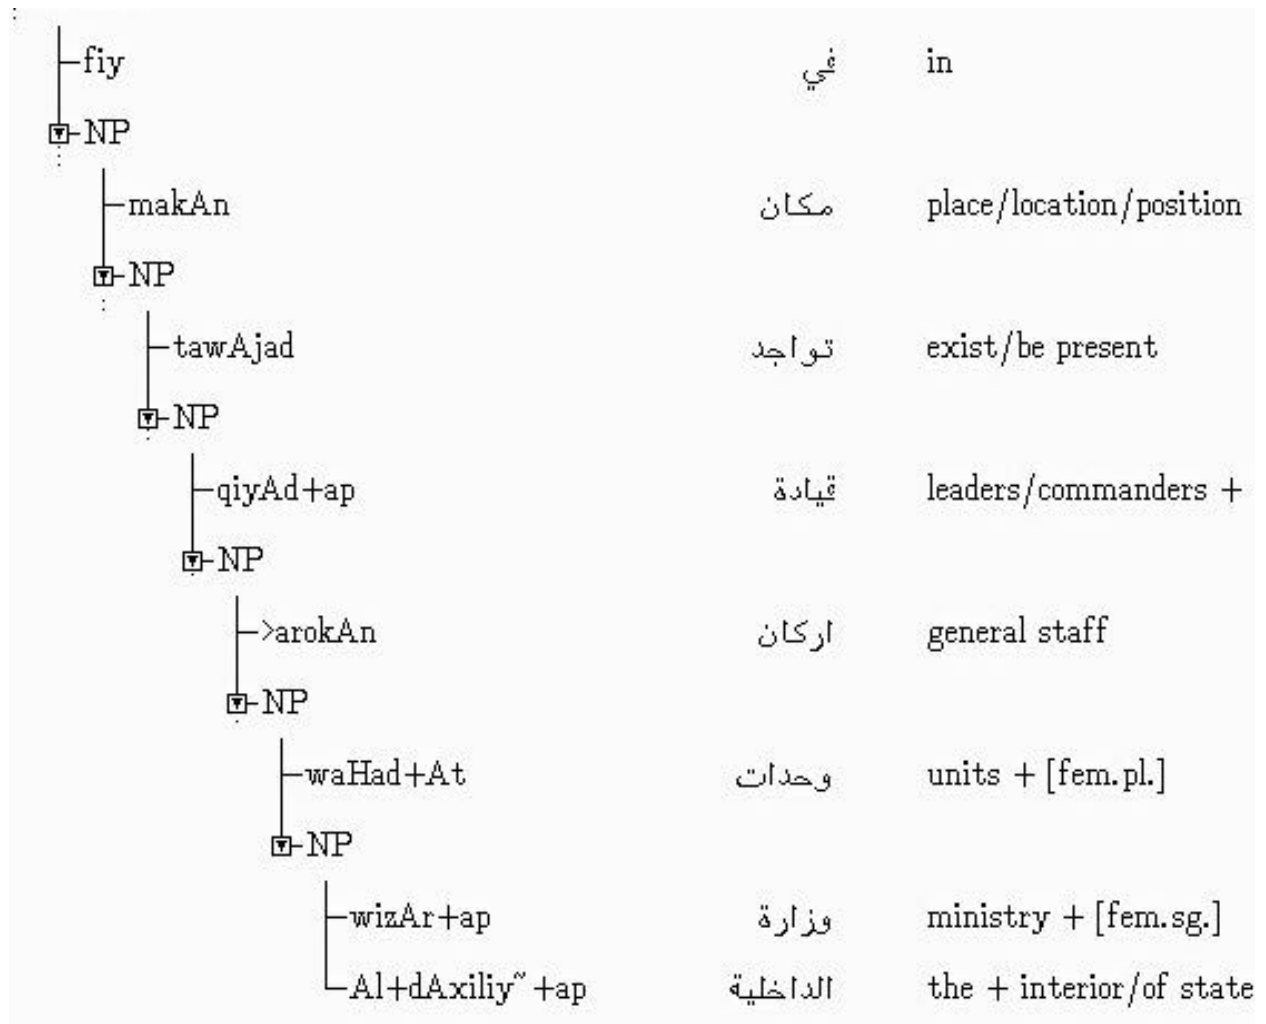 fiy في in
NP
makAn مكان place/location/position
NP
tawAjad تواجد exist/be present
NP
qiyAd+ap قيادة leaders/commanders +
NP
>arokAn اركان general staff
NP
waHad+At وحدات units + [fem.pl.]
NP
wizAr+ap وزارة ministry + [fem.sg.]
Al+dAxiliy~+ap الداخلية the + interior/of state